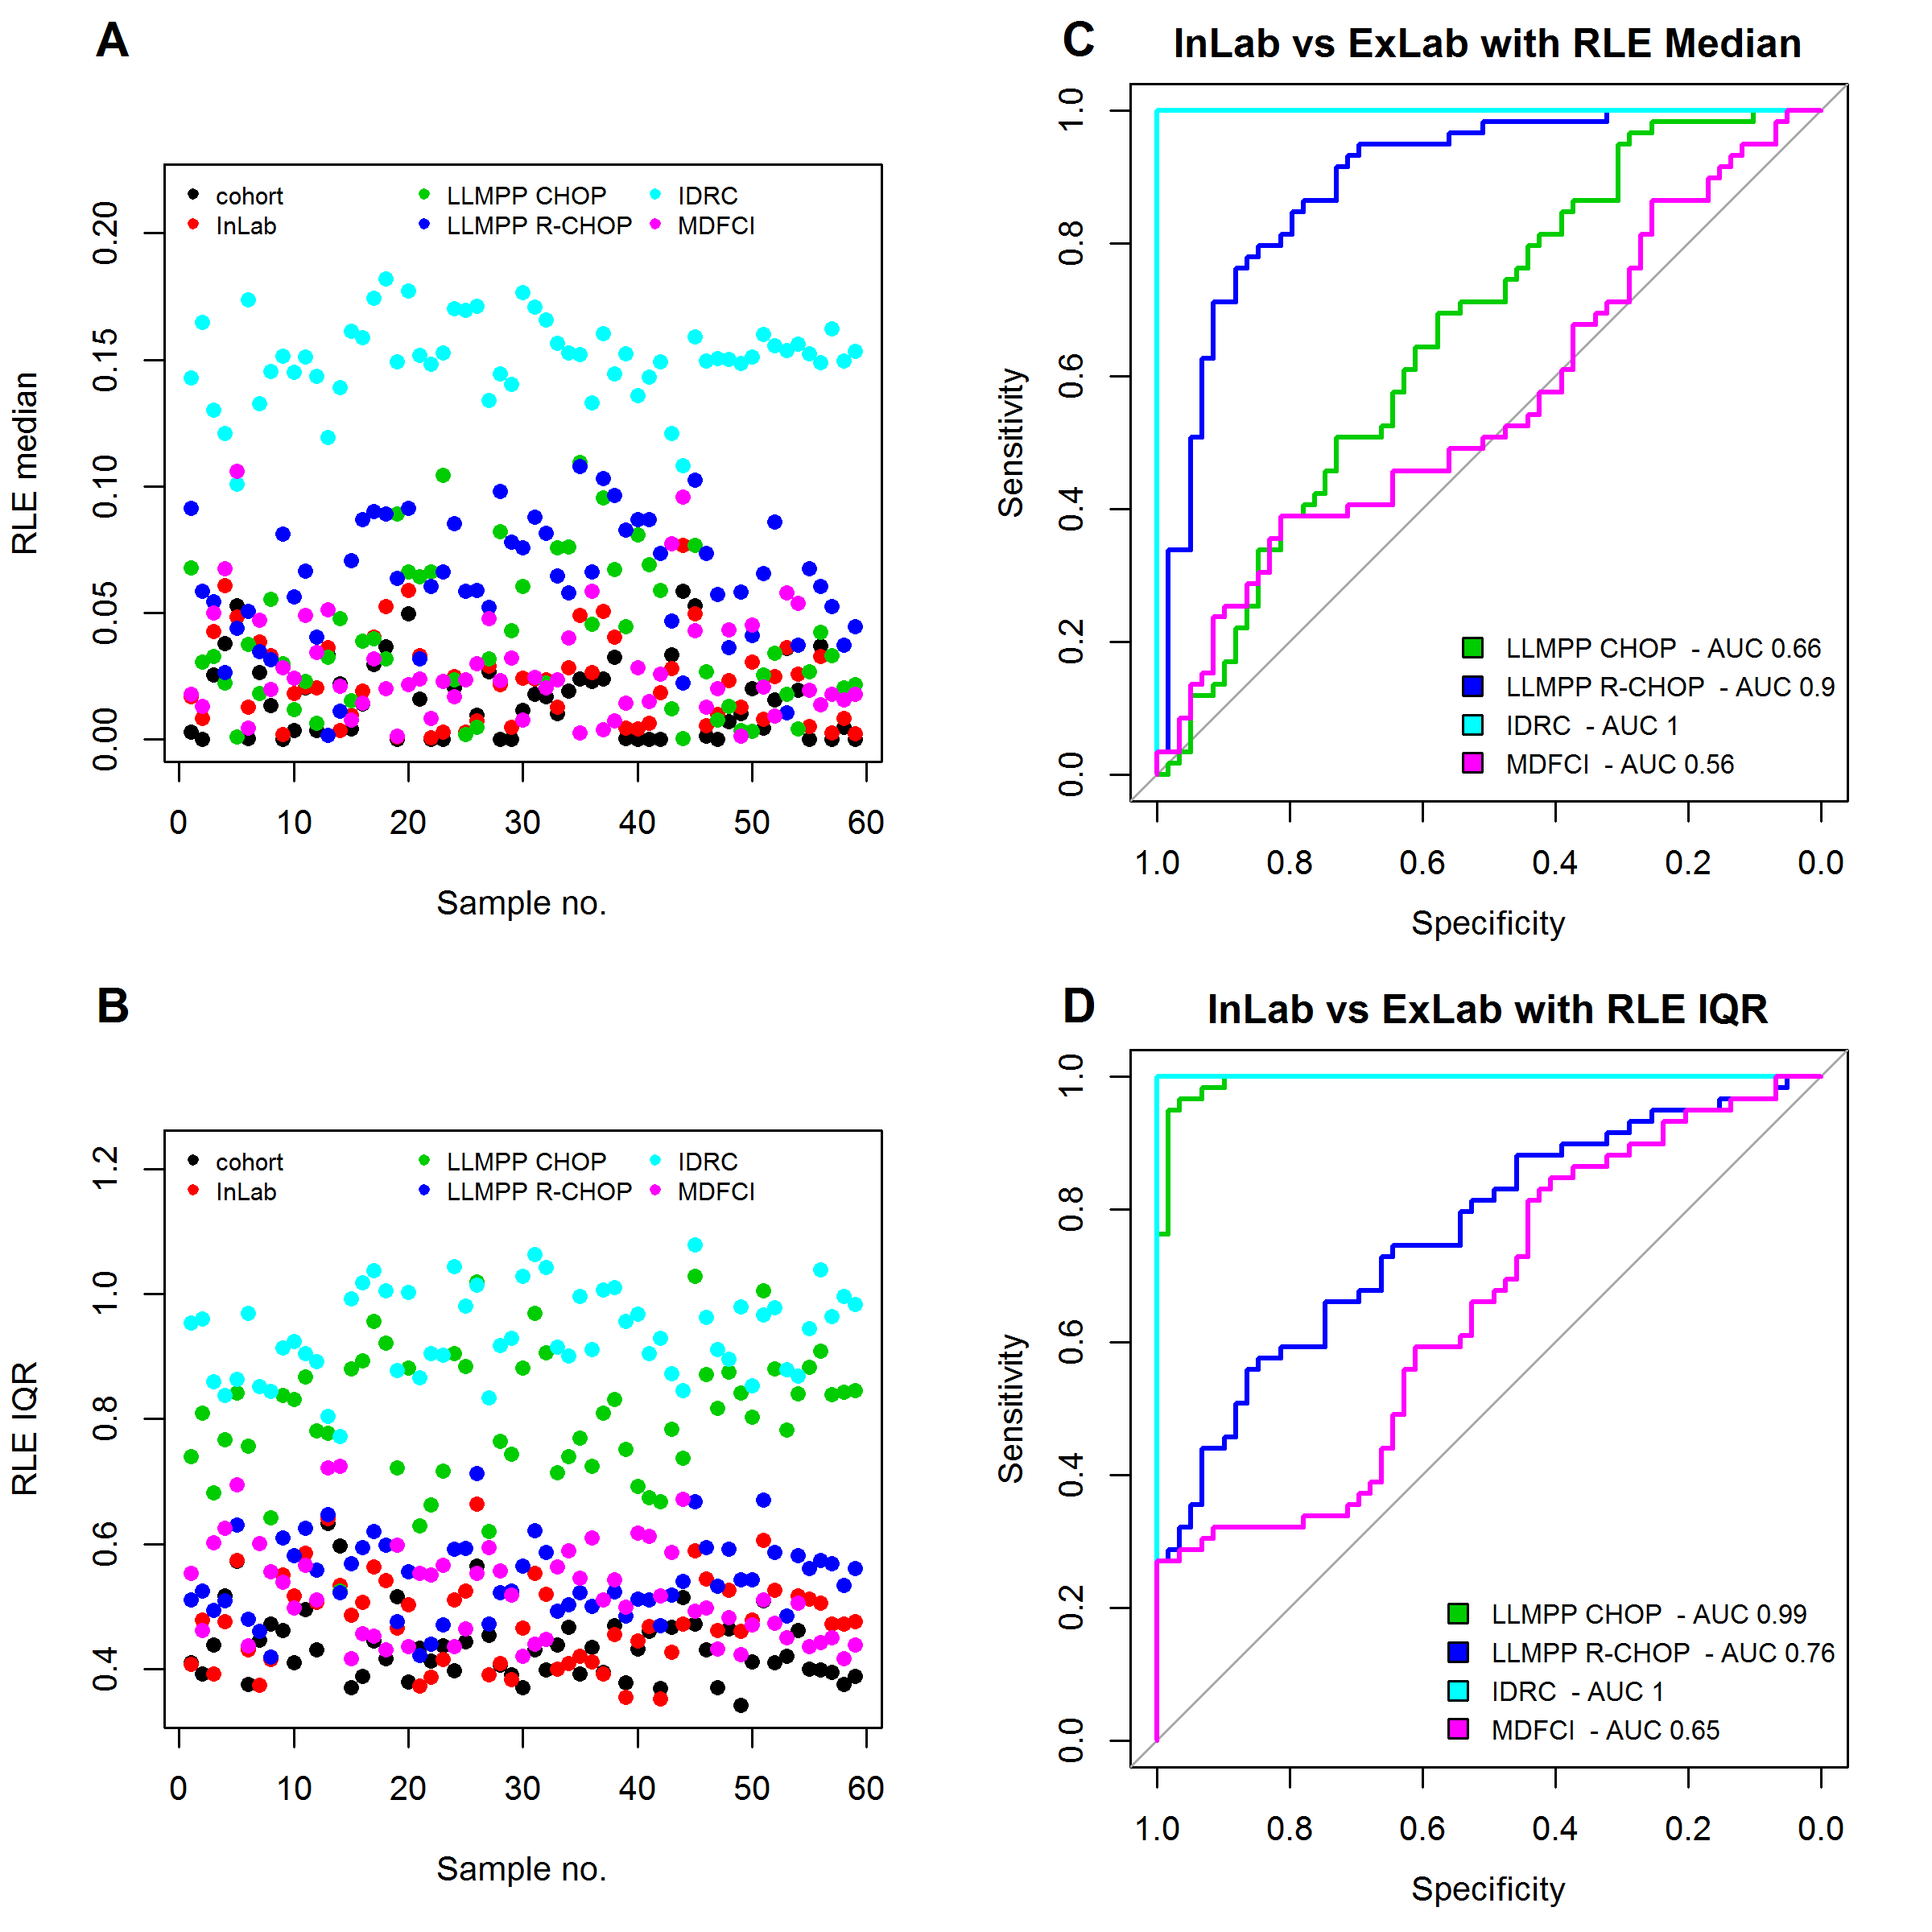 A
cohort
InLab
LLMPP CHOP
LLMPP R-CHOP
IDRC
MDFCI
RLE median
0.00 0.05 0.10 0.15 0.20
0 10 20 30 40 50 60
Sample no.
C
InLab vs ExLab with RLE Median
Sensitivity
0.0 0.2 0.4 0.6 0.8 1.0
LLMPP CHOP - AUC 0.66
LLMPP R-CHOP - AUC 0.9
IDRC - AUC 1
MDFCI - AUC 0.56
1.0 0.8 0.6 0.4 0.2 0.0
Specificity
B
cohort
InLab
LLMPP CHOP
LLMPP R-CHOP
IDRC
MDFCI
RLE IQR
0.4 0.6 0.8 1.0 1.2
0 10 20 30 40 50 60
Sample no.
D
InLab vs ExLab with RLE IQR
Sensitivity
0.0 0.2 0.4 0.6 0.8 1.0
LLMPP CHOP - AUC 0.99
LLMPP R-CHOP - AUC 0.76
IDRC - AUC 1
MDFCI - AUC 0.65
1.0 0.8 0.6 0.4 0.2 0.0
Specificity